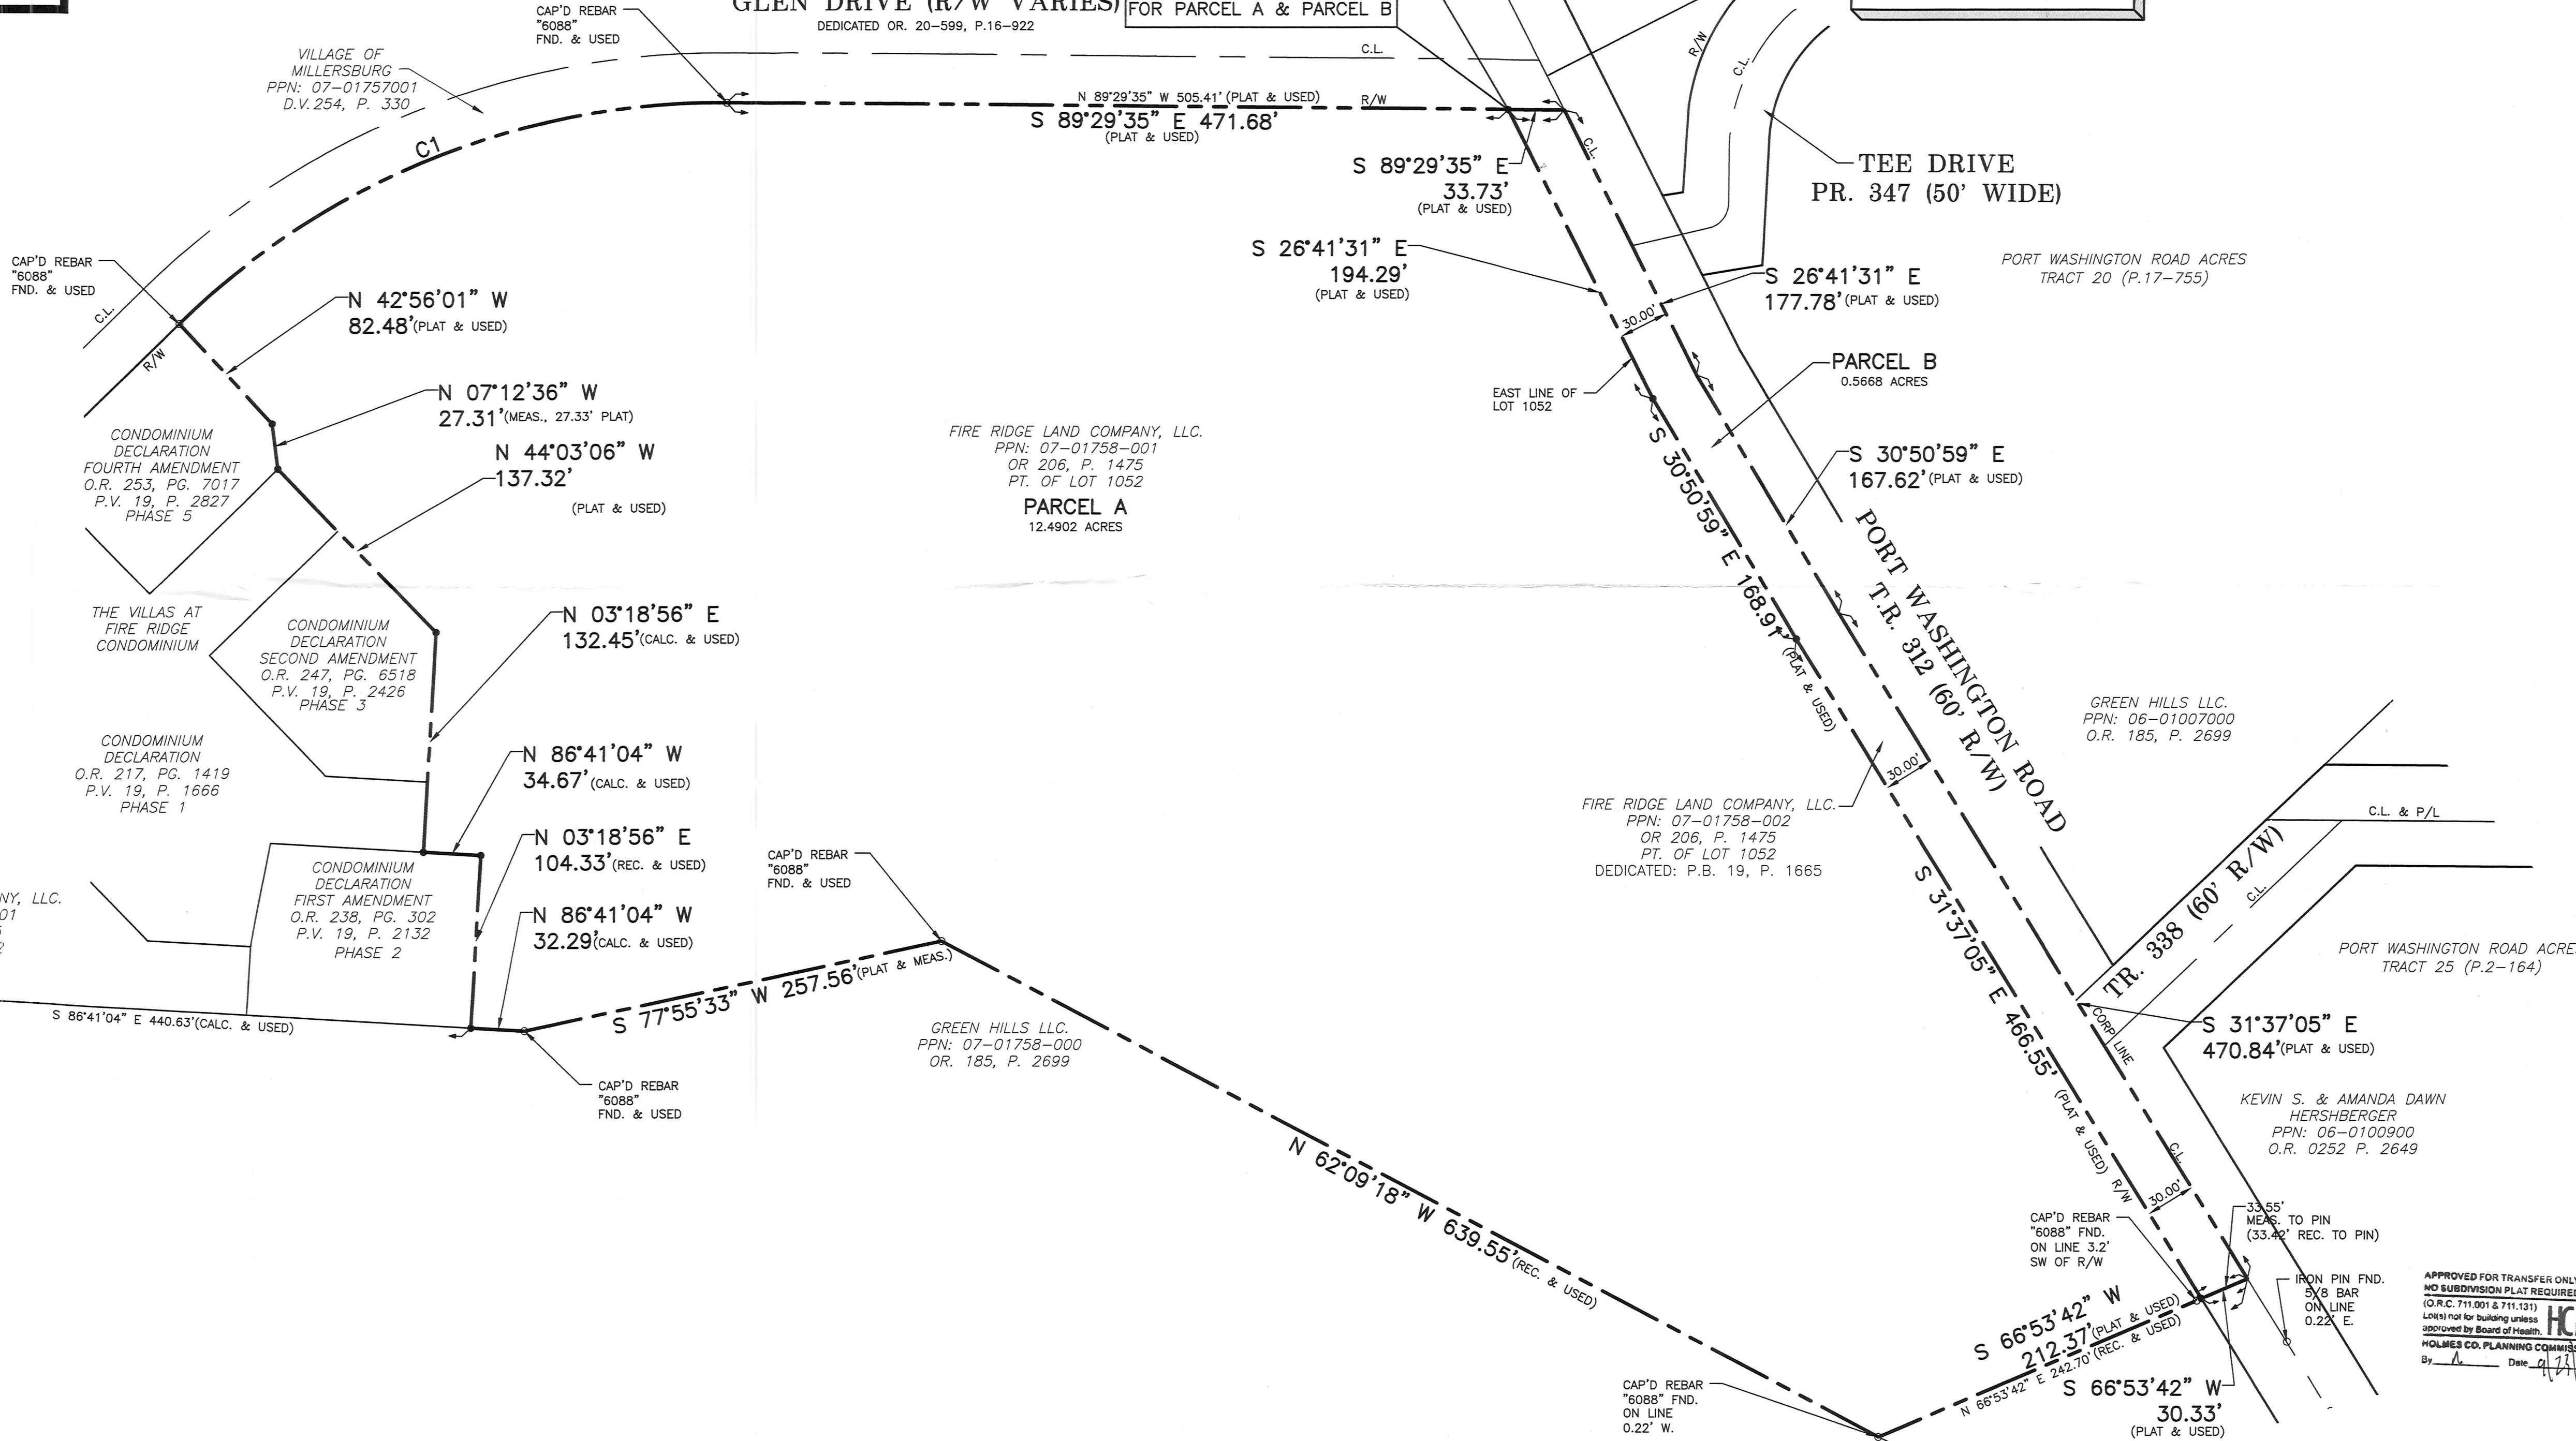 GLEN DRIVE (R/W VARIES)
DEDICATED OR. 20-599, P.16-922
FOR PARCEL A & PARCEL B
CAP'D REBAR
"6088"
FND. & USED
VILLAGE OF
MILLERSBURG
PPN: 07-01757001
D.V.254, P. 330
C.L.
N 89°29'35" W 505.41' (PLAT & USED)
R/W
S 89°29'35" E 471.68'
(PLAT & USED)
C1
R/W
C.L.
C.L.
TEE DRIVE
PR. 347 (50' WIDE)
S 89°29'35" E
33.73'
(PLAT & USED)
S 26°41'31" E
194.29'
(PLAT & USED)
CAP'D REBAR
"6088"
FND. & USED
C.L.
R/W
N 42°56'01" W
82.48'(PLAT & USED)
S 26°41'31" E
177.78'(PLAT & USED)
30.00'
PORT WASHINGTON ROAD ACRES
TRACT 20 (P.17-755)
PARCEL B
0.5668 ACRES
EAST LINE OF
LOT 1052
N 07°12'36" W
27.31'(MEAS., 27.33' PLAT)
N 44°03'06" W
137.32'
(PLAT & USED)
CONDOMINIUM
DECLARATION
FOURTH AMENDMENT
O.R. 253, PG. 7017
P.V. 19, P. 2827
PHASE 5
FIRE RIDGE LAND COMPANY, LLC.
PPN: 07-01758-001
OR 206, P. 1475
PT. OF LOT 1052
PARCEL A
12.4902 ACRES
S 30°50'59" E 168.91' (PLAT & USED)
S 30°50'59" E
167.62'(PLAT & USED)
PORT WASHINGTON ROAD
T.R. 312 (60' R/W)
THE VILLAS AT
FIRE RIDGE
CONDOMINIUM
CONDOMINIUM
DECLARATION
SECOND AMENDMENT
O.R. 247, PG. 6518
P.V. 19, P. 2426
PHASE 3
N 03°18'56" E
132.45'(CALC. & USED)
CONDOMINIUM
DECLARATION
O.R. 217, PG. 1419
P.V. 19, P. 1666
PHASE 1
N 86°41'04" W
34.67'(CALC. & USED)
N 03°18'56" E
104.33'(REC. & USED)
CONDOMINIUM
DECLARATION
FIRST AMENDMENT
O.R. 238, PG. 302
P.V. 19, P. 2132
PHASE 2
N 86°41'04" W
32.29'(CALC. & USED)
CAP'D REBAR
"6088"
FND. & USED
NY, LLC.
S 86°41'04" E 440.63'(CALC. & USED)
S 77°55'33" W 257.56'(PLAT & MEAS.)
CAP'D REBAR
"6088"
FND. & USED
GREEN HILLS LLC.
PPN: 07-01758-000
OR. 185, P. 2699
N 62°09'18" W 639.55'(REC. & USED)
FIRE RIDGE LAND COMPANY, LLC.
PPN: 07-01758-002
OR 206, P. 1475
PT. OF LOT 1052
DEDICATED: P.B. 19, P. 1665
30.00'
S 31°37'05" E 466.55' (PLAT & USED) R/W
GREEN HILLS LLC.
PPN: 06-01007000
O.R. 185, P. 2699
C.L. & P/L
TR. 338 (60' R/W)
C.L.
PORT WASHINGTON ROAD ACRE
TRACT 25 (P.2-164)
CORP LINE
S 31°37'05" E
470.84'(PLAT & USED)
KEVIN S. & AMANDA DAWN
HERSHBERGER
PPN: 06-0100900
O.R. 0252 P. 2649
C.L.
30.00'
CAP'D REBAR
"6088" FND.
ON LINE 3.2'
SW OF R/W
33.55'
MEAS. TO PIN
(33.42' REC. TO PIN)
IRON PIN FND.
5/8 BAR
ON LINE
0.22' E.
S 66°53'42" W
212.37'(PLAT & USED)
N 66°53'42" E 242.70'(REC. & USED)
S 66°53'42" W
30.33'
(PLAT & USED)
CAP'D REBAR
"6088" FND.
ON LINE
0.22' W.
APPROVED FOR TRANSFER ONLY
NO SUBDIVISION PLAT REQUIRED
(O.R.C. 711.001 & 711.131)
Lot(s) not for building unless
approved by Board of Health.
HC
HOLMES CO. PLANNING COMMISS
By Date 9/23/